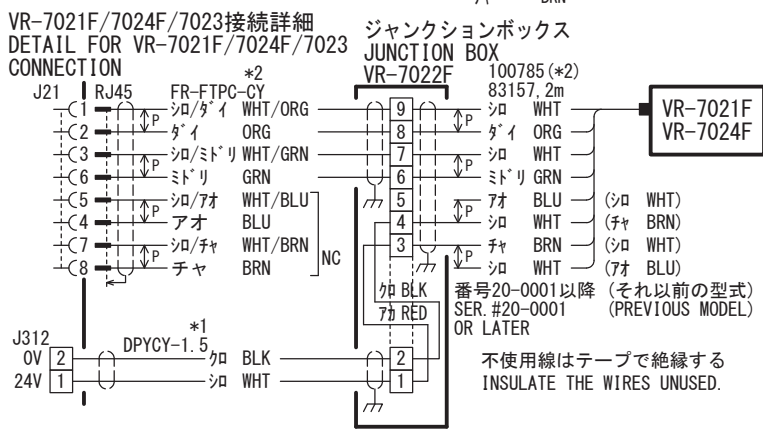 BRN
VR-7021F/7024F/7023接続詳細
DETAIL FOR VR-7021F/7024F/7023
CONNECTION
ジャンクションボックス
JUNCTION BOX
VR-7022F
J21 RJ45 *2 FR-FTPC-CY
100785(*2)
83157,2m
1 シロ/ダイ WHT/ORG 9 シロ WHT
P P
2 ダイ ORG 8 ダイ ORG
3 シロ/ミドリ WHT/GRN 7 シロ WHT
P P
6 ミドリ GRN 6 ミドリ GRN
5 シロ/アオ WHT/BLU 5 アオ BLU (シロ WHT)
P P
4 アオ BLU 4 シロ WHT (チャ BRN)
7 シロ/チャ WHT/BRN 3 チャ BRN (シロ WHT)
P P
8 チャ BRN シロ WHT (アオ BLU)
NC
VR-7021F
VR-7024F
クロ BLK
アカ RED
番号20-0001以降 (それ以前の型式)
SER.#20-0001 (PREVIOUS MODEL)
OR LATER
J312 *1
DPYCY-1.5
0V 2 クロ BLK 2
24V 1 シロ WHT 1
不使用線はテープで絶縁する
INSULATE THE WIRES UNUSED.